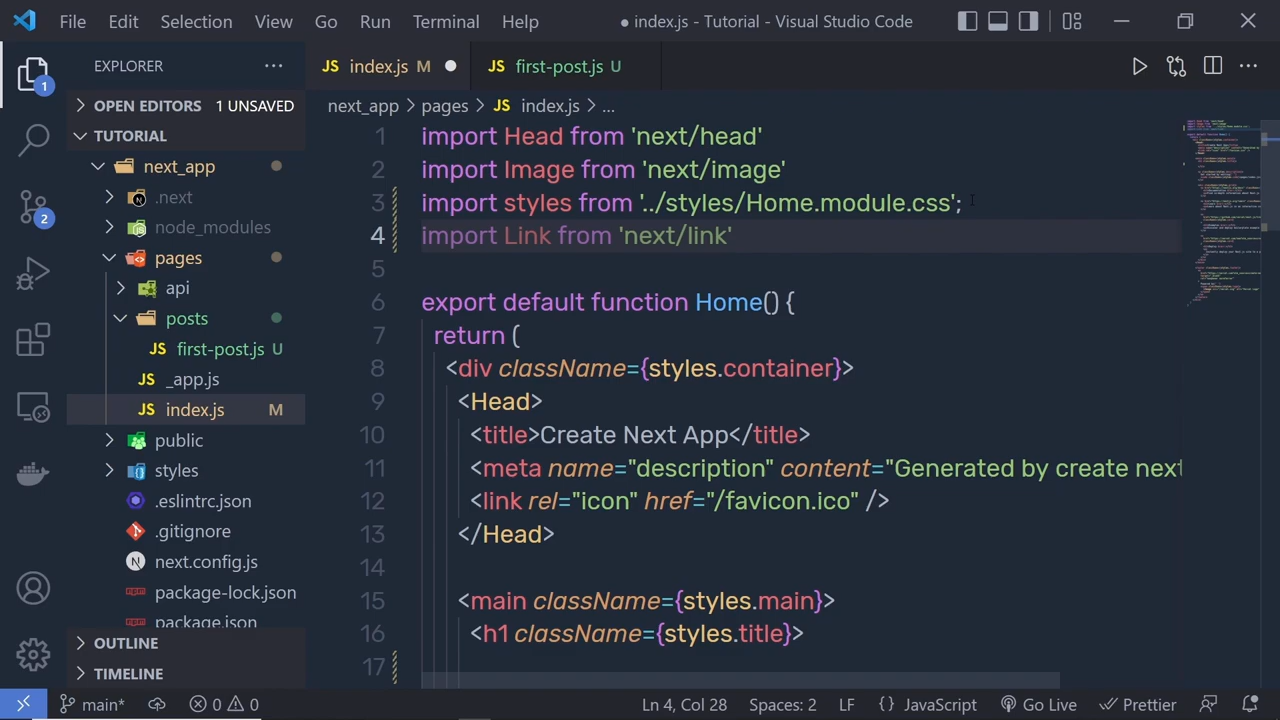 File Edit Selection View Go Run Terminal Help ● index.js - Tutorial - Visual Studio Code
EXPLORER
JS index.js M
JS first-post.js U
1
OPEN EDITORS 1 UNSAVED
next_app > pages > JS index.js > ...
TUTORIAL
next_app
.next
node_modules
2
pages
api
posts
JS first-post.js U
JS _app.js
JS index.js M
public
styles
.eslintrc.json
.gitignore
N next.config.js
package-lock.json
package.json
OUTLINE
TIMELINE
1 import Head from 'next/head'
2 import Image from 'next/image'
3 import styles from '../styles/Home.module.css';
4 import Link from 'next/link'
5
6 export default function Home() {
7 return (
8 <div className={styles.container}>
9 <Head>
10 <title>Create Next App</title>
11 <meta name="description" content="Generated by create next
12 <link rel="icon" href="/favicon.ico" />
13 </Head>
14
15 <main className={styles.main}>
16 <h1 className={styles.title}>
17
main* 0 0 Ln 4, Col 28 Spaces: 2 LF {} JavaScript Go Live Prettier